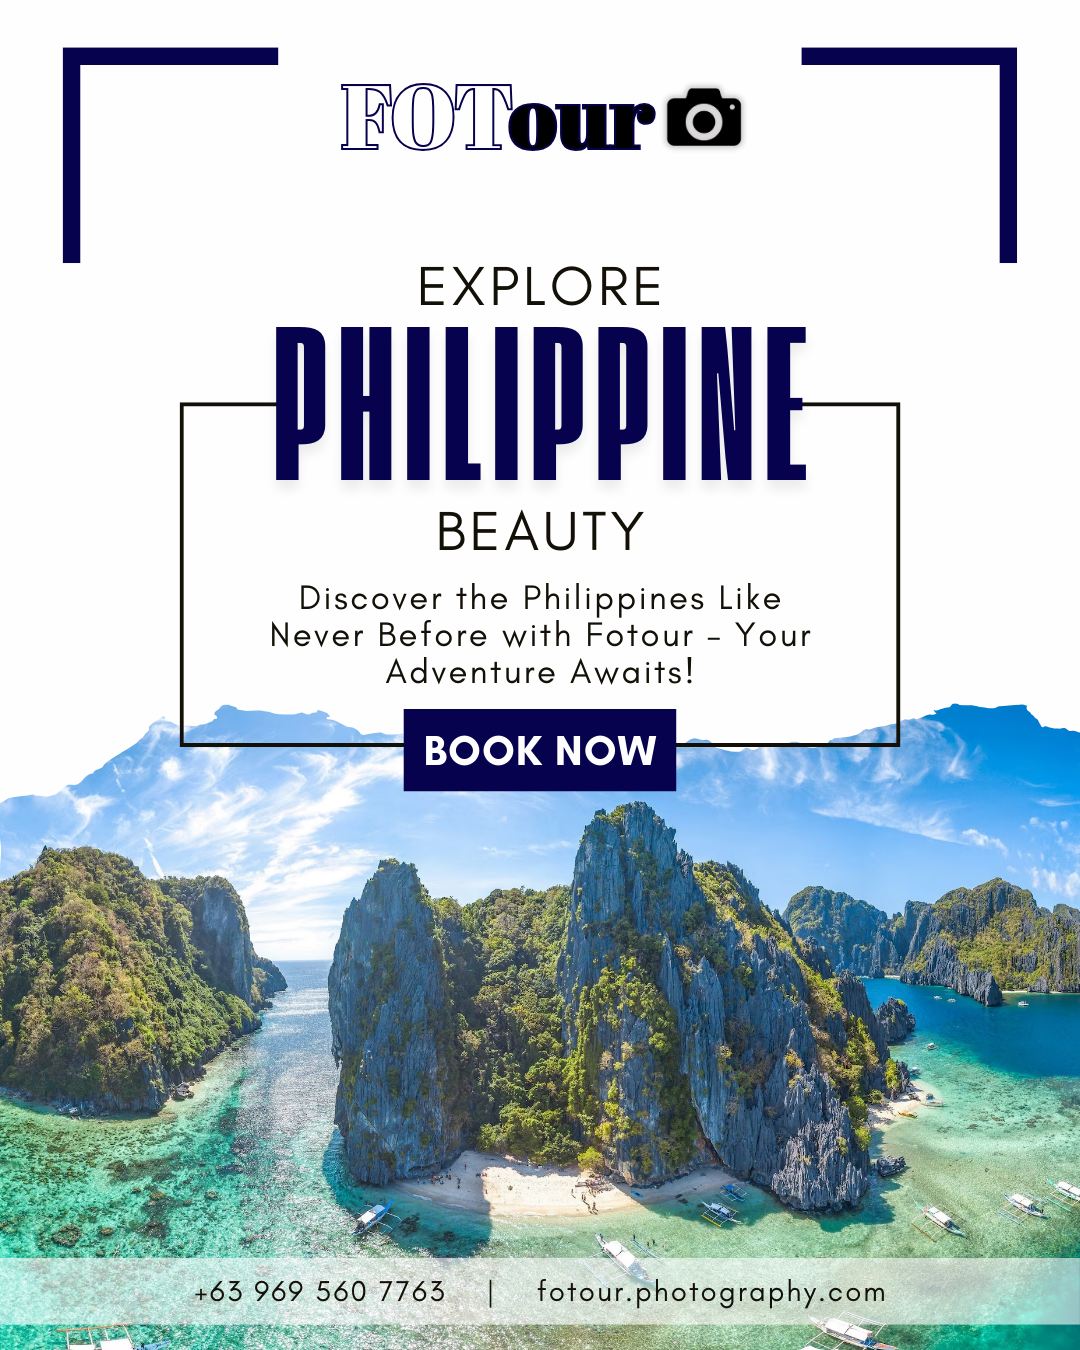 FOTour
EXPLORE
PHILIPPINE
BEAUTY
Discover the Philippines Like
Never Before with Fotour – Your
Adventure Awaits!
BOOK NOW
+63 969 560 7763 | fotour.photography.com